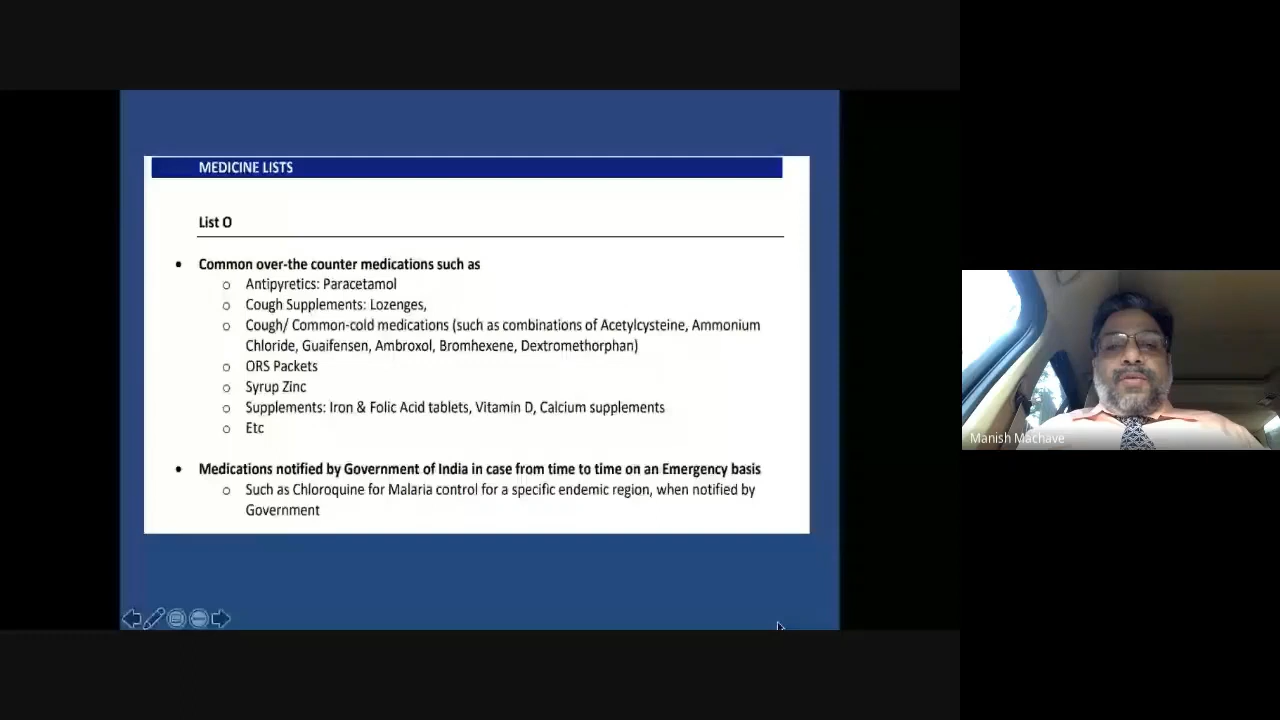 MEDICINE LISTS
List O
• Common over-the counter medications such as
o Antipyretics: Paracetamol
o Cough Supplements: Lozenges,
o Cough/ Common-cold medications (such as combinations of Acetylcysteine, Ammonium
Chloride, Guaifensen, Ambroxol, Bromhexene, Dextromethorphan)
o ORS Packets
o Syrup Zinc
o Supplements: Iron & Folic Acid tablets, Vitamin D, Calcium supplements
o Etc
• Medications notified by Government of India in case from time to time on an Emergency basis
o Such as Chloroquine for Malaria control for a specific endemic region, when notified by
Government
Manish Machave